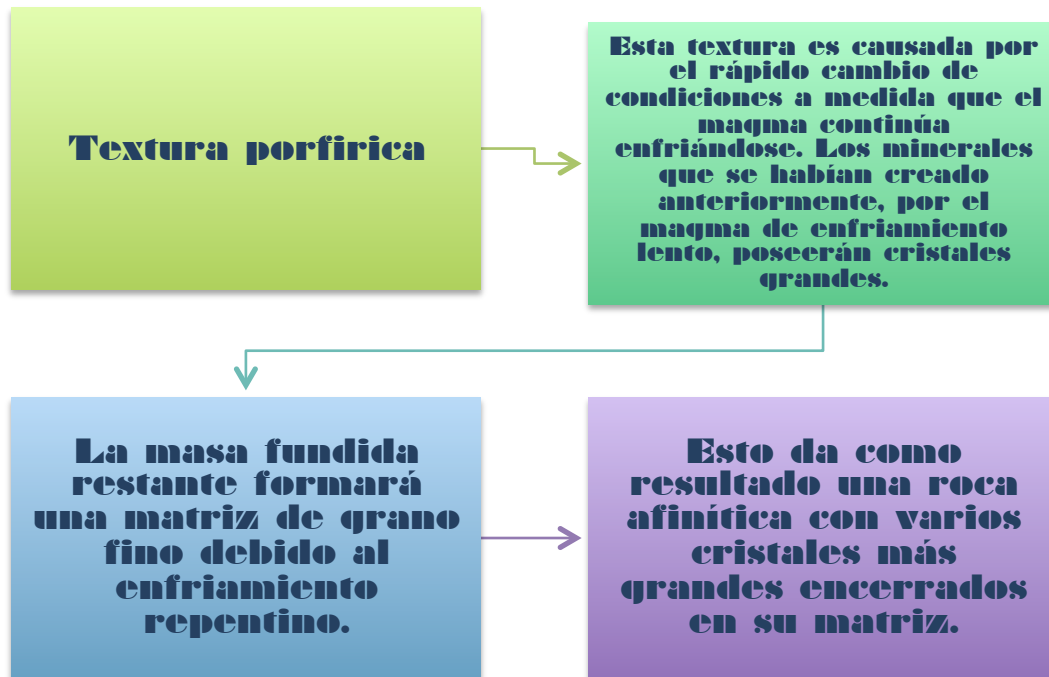 Textura porfirica
Esta textura es causada por
el rápido cambio de
condiciones a medida que el
magma continúa
enfriándose. Los minerales
que se habían creado
anteriormente, por el
magma de enfriamiento
lento, poseerán cristales
grandes.
La masa fundida
restante formará
una matriz de grano
fino debido al
enfriamiento
repentino.
Esto da como
resultado una roca
afinítica con varios
cristales más
grandes encerrados
en su matriz.